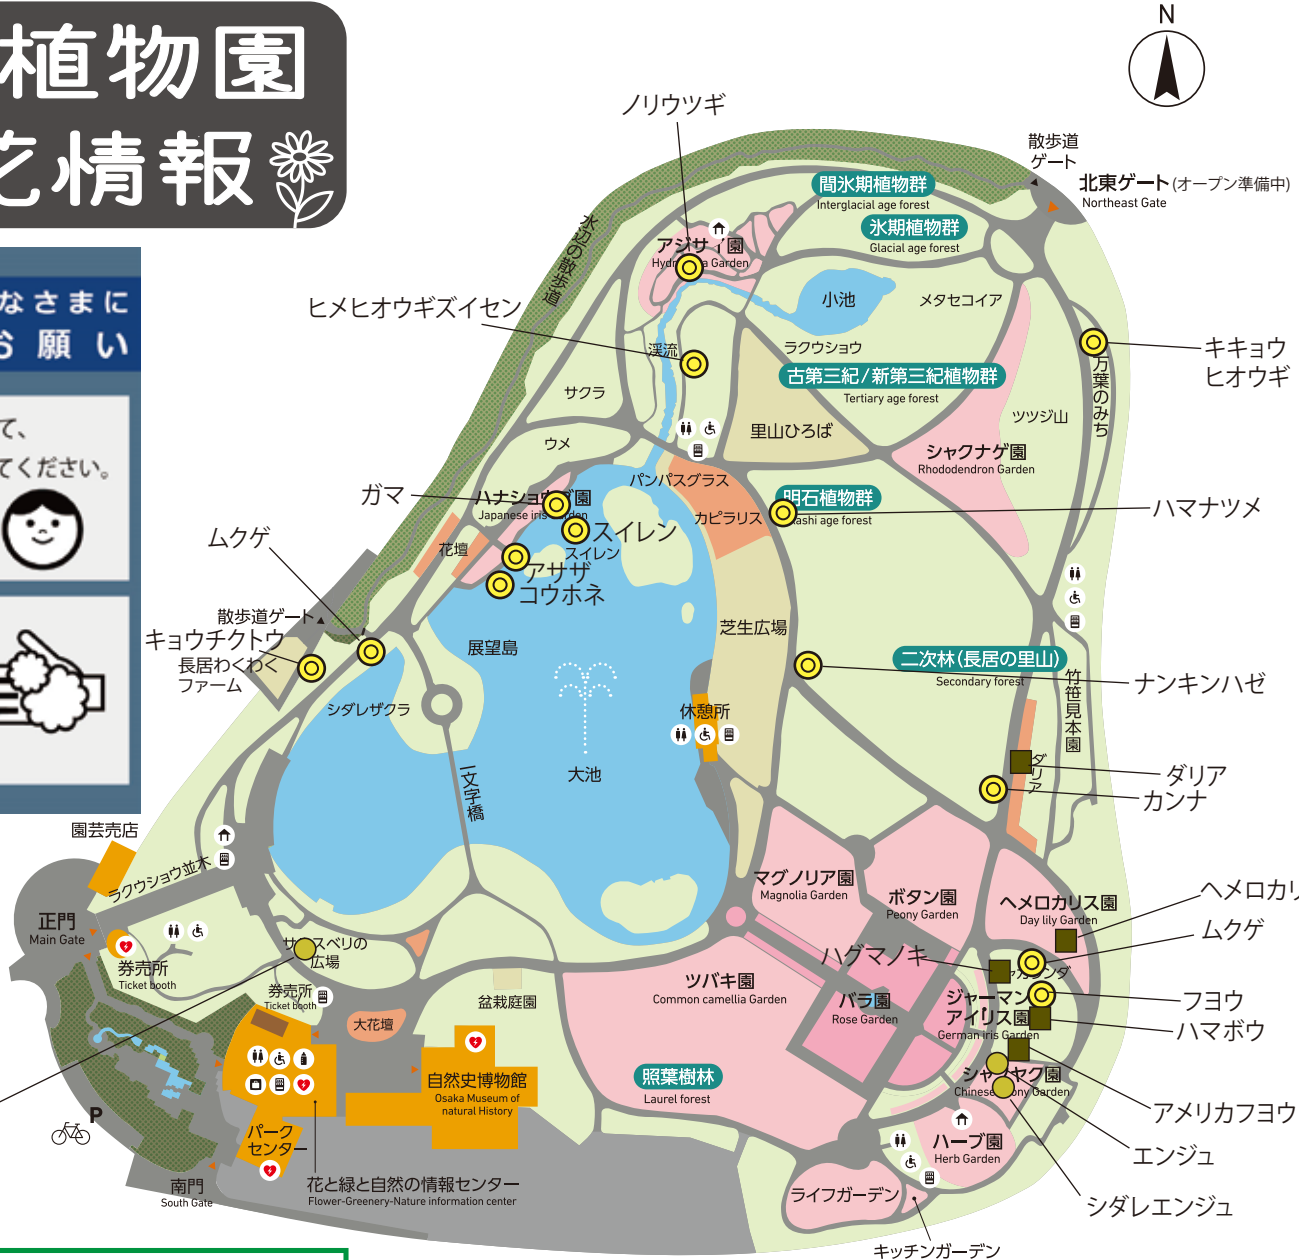 植物園
花情報
なさまに
お願い
て、
てください。
N
ノリウツギ
散歩道
ゲート
北東ゲート(オープン準備中)
Northeast Gate
間氷期植物群
Interglacial age forest
氷期植物群
Glacial age forest
水辺の散歩道
アジサイ園
Hyd a Garden
小池
メタセコイア
ヒメヒオウギズイセン
渓流
ラクウショウ
キキョウ
ヒオウギ
万葉のみち
古第三紀/新第三紀植物群
Tertiary age forest
サクラ
ツツジ山
里山ひろば
ウメ
シャクナゲ園
Rhododendron Garden
パンパスグラス
ガマ
ハナショウブ園
Japanese iris Garden
明石植物群
ashi age forest
ハマナツメ
カピラリス
スイレン
スイレン
ムクゲ
花壇
アサザ
コウホネ
散歩道ゲート
キョウチクトウ
長居わくわく
ファーム
展望島
芝生広場
二次林(長居の里山)
Secondary forest
竹笹見本園
ナンキンハゼ
シダレザクラ
休憩所
大池
一文字橋
ダリア
ダリア
カンナ
園芸売店
ラクウショウ並木
マグノリア園
Magnolia Garden
ボタン園
Peony Garden
ヘメロカリス園
Day lily Garden
ヘメロカリ
正門
Main Gate
ムクゲ
サルスベリの
広場
ハグマノキ
券売所
Ticket booth
ツバキ園
Common camellia Garden
カランダ
券売所
Ticket booth
盆栽庭園
バラ園
Rose Garden
ジャーマン
アイリス園
German iris Garden
フヨウ
ハマボウ
大花壇
照葉樹林
Laurel forest
自然史博物館
Osaka Museum of
natural History
シャクヤク園
Chinese ony Garden
アメリカフヨウ
P
パーク
センター
ハーブ園
Herb Garden
エンジュ
南門
South Gate
花と緑と自然の情報センター
Flower-Greenery-Nature information center
ライフガーデン
シダレエンジュ
キッチンガーデン